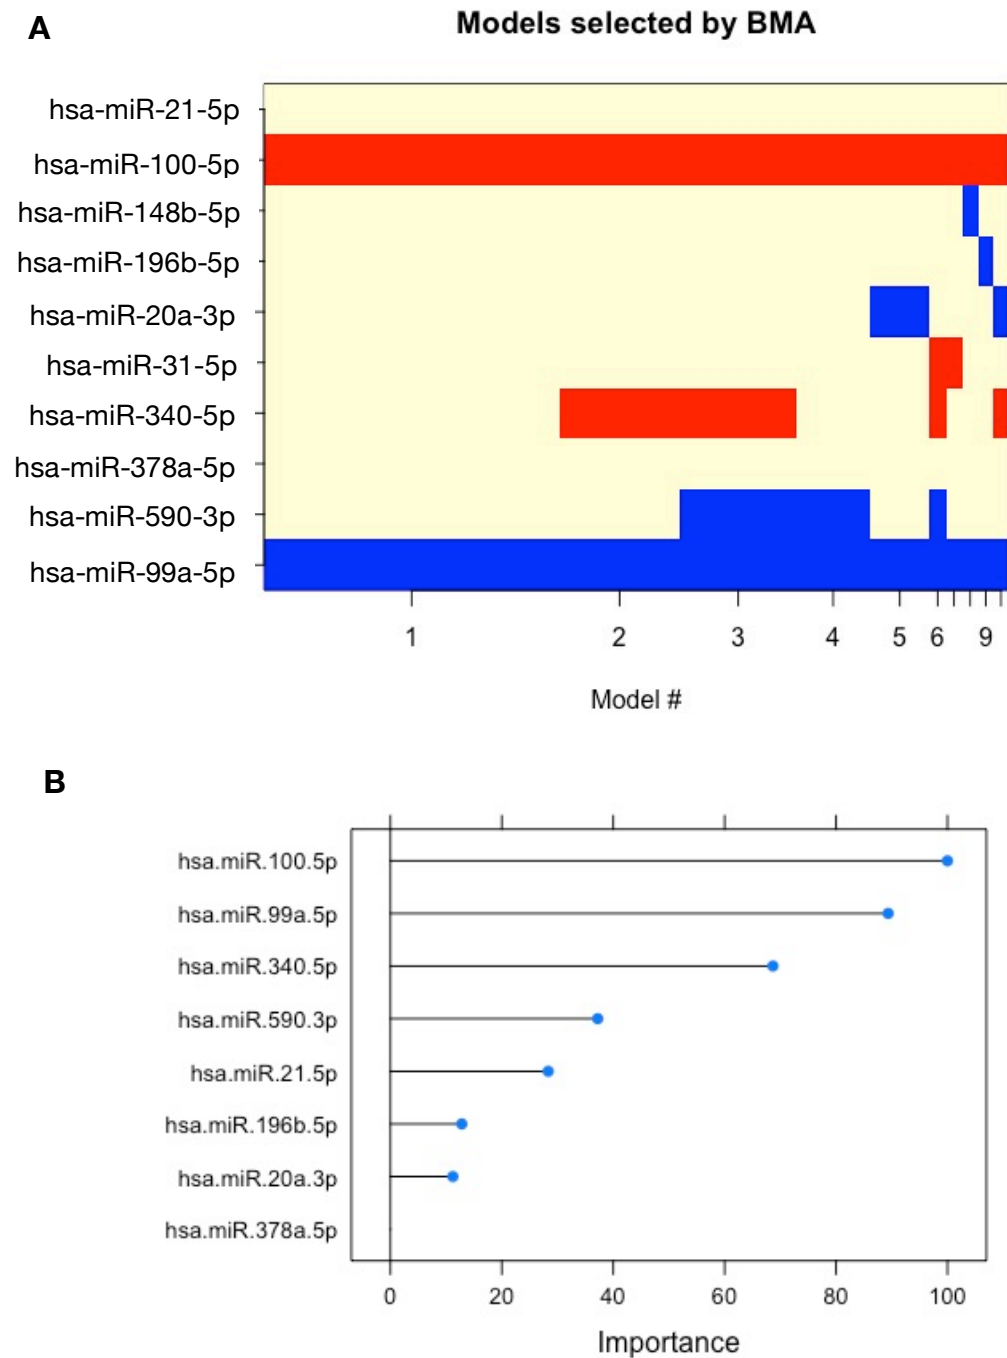 A
Models selected by BMA
hsa-miR-21-5p
hsa-miR-100-5p
hsa-miR-148b-5p
hsa-miR-196b-5p
hsa-miR-20a-3p
hsa-miR-31-5p
hsa-miR-340-5p
hsa-miR-378a-5p
hsa-miR-590-3p
hsa-miR-99a-5p
1 2 3 4 5 6 9
Model #
B
hsa.miR.100.5p
hsa.miR.99a.5p
hsa.miR.340.5p
hsa.miR.590.3p
hsa.miR.21.5p
hsa.miR.196b.5p
hsa.miR.20a.3p
hsa.miR.378a.5p
0 20 40 60 80 100
Importance